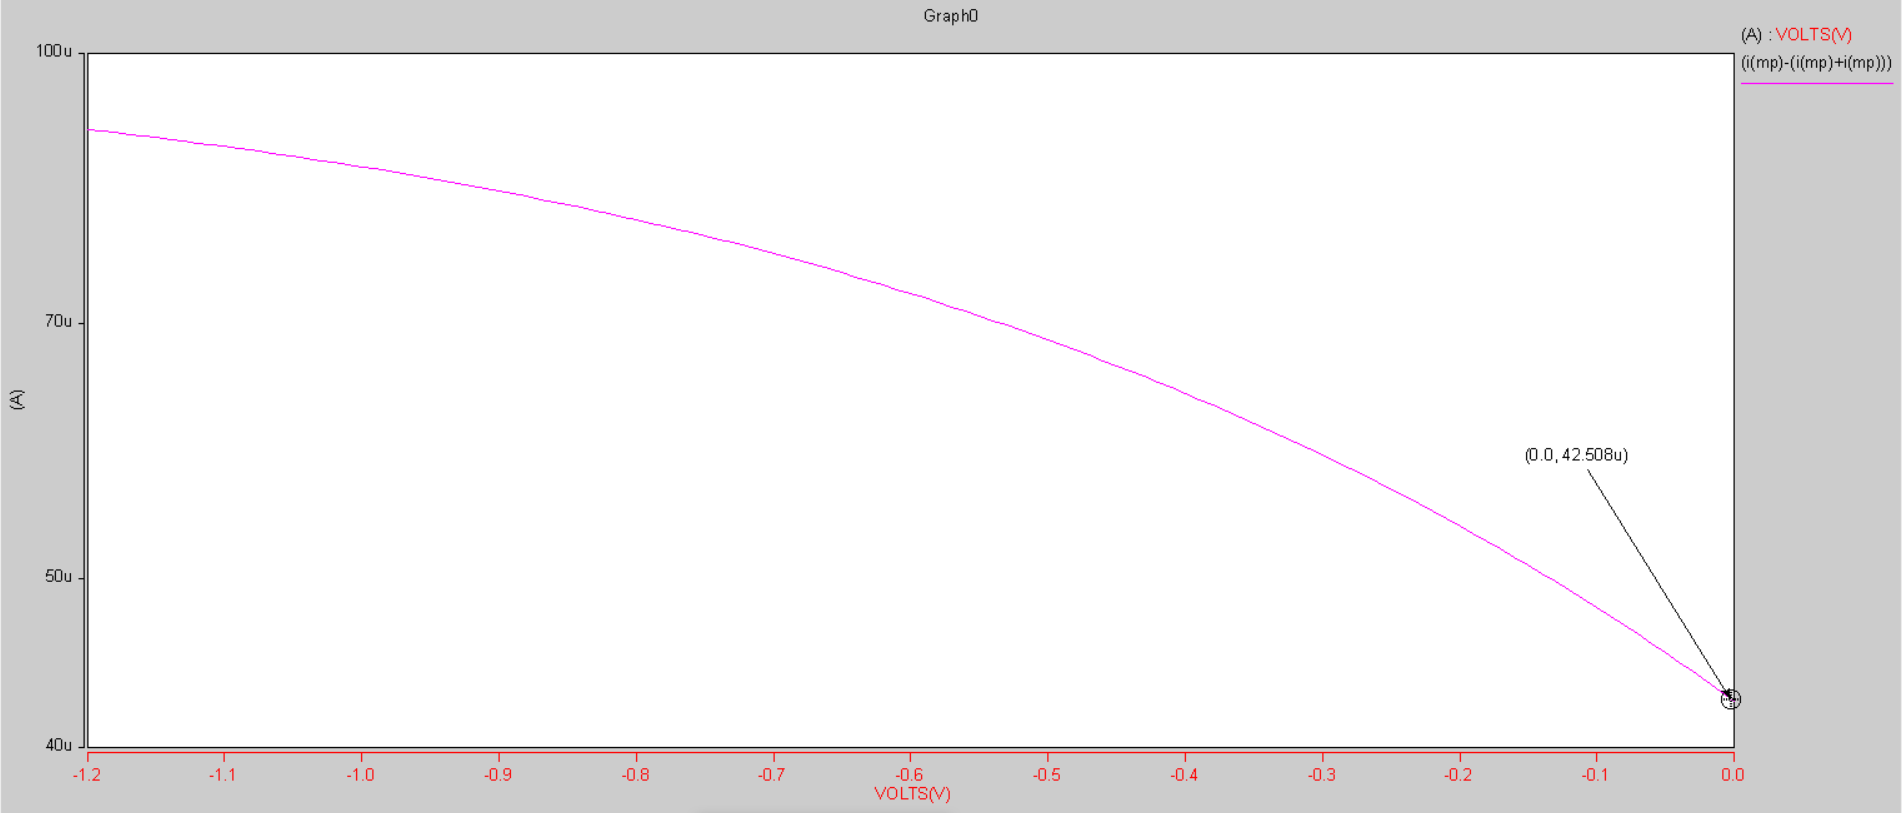 Graph0
(A) : VOLTS(V)
(i(mp)-(i(mp)+i(mp)))
100u
70u
50u
40u
(A)
(0.0, 42.508u)
-1.2
-1.1
-1.0
-0.9
-0.8
-0.7
-0.6
-0.5
-0.4
-0.3
-0.2
-0.1
0.0
VOLTS(V)